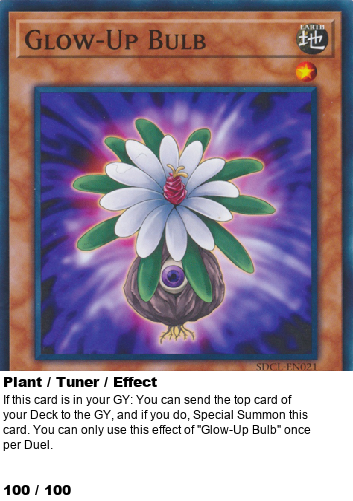 Glow-Up Bulb
EARTH
地
SDCL-EN021
Plant / Tuner / Effect
If this card is in your GY: You can send the top card of
your Deck to the GY, and if you do, Special Summon this
card. You can only use this effect of "Glow-Up Bulb" once
per Duel.
100 / 100